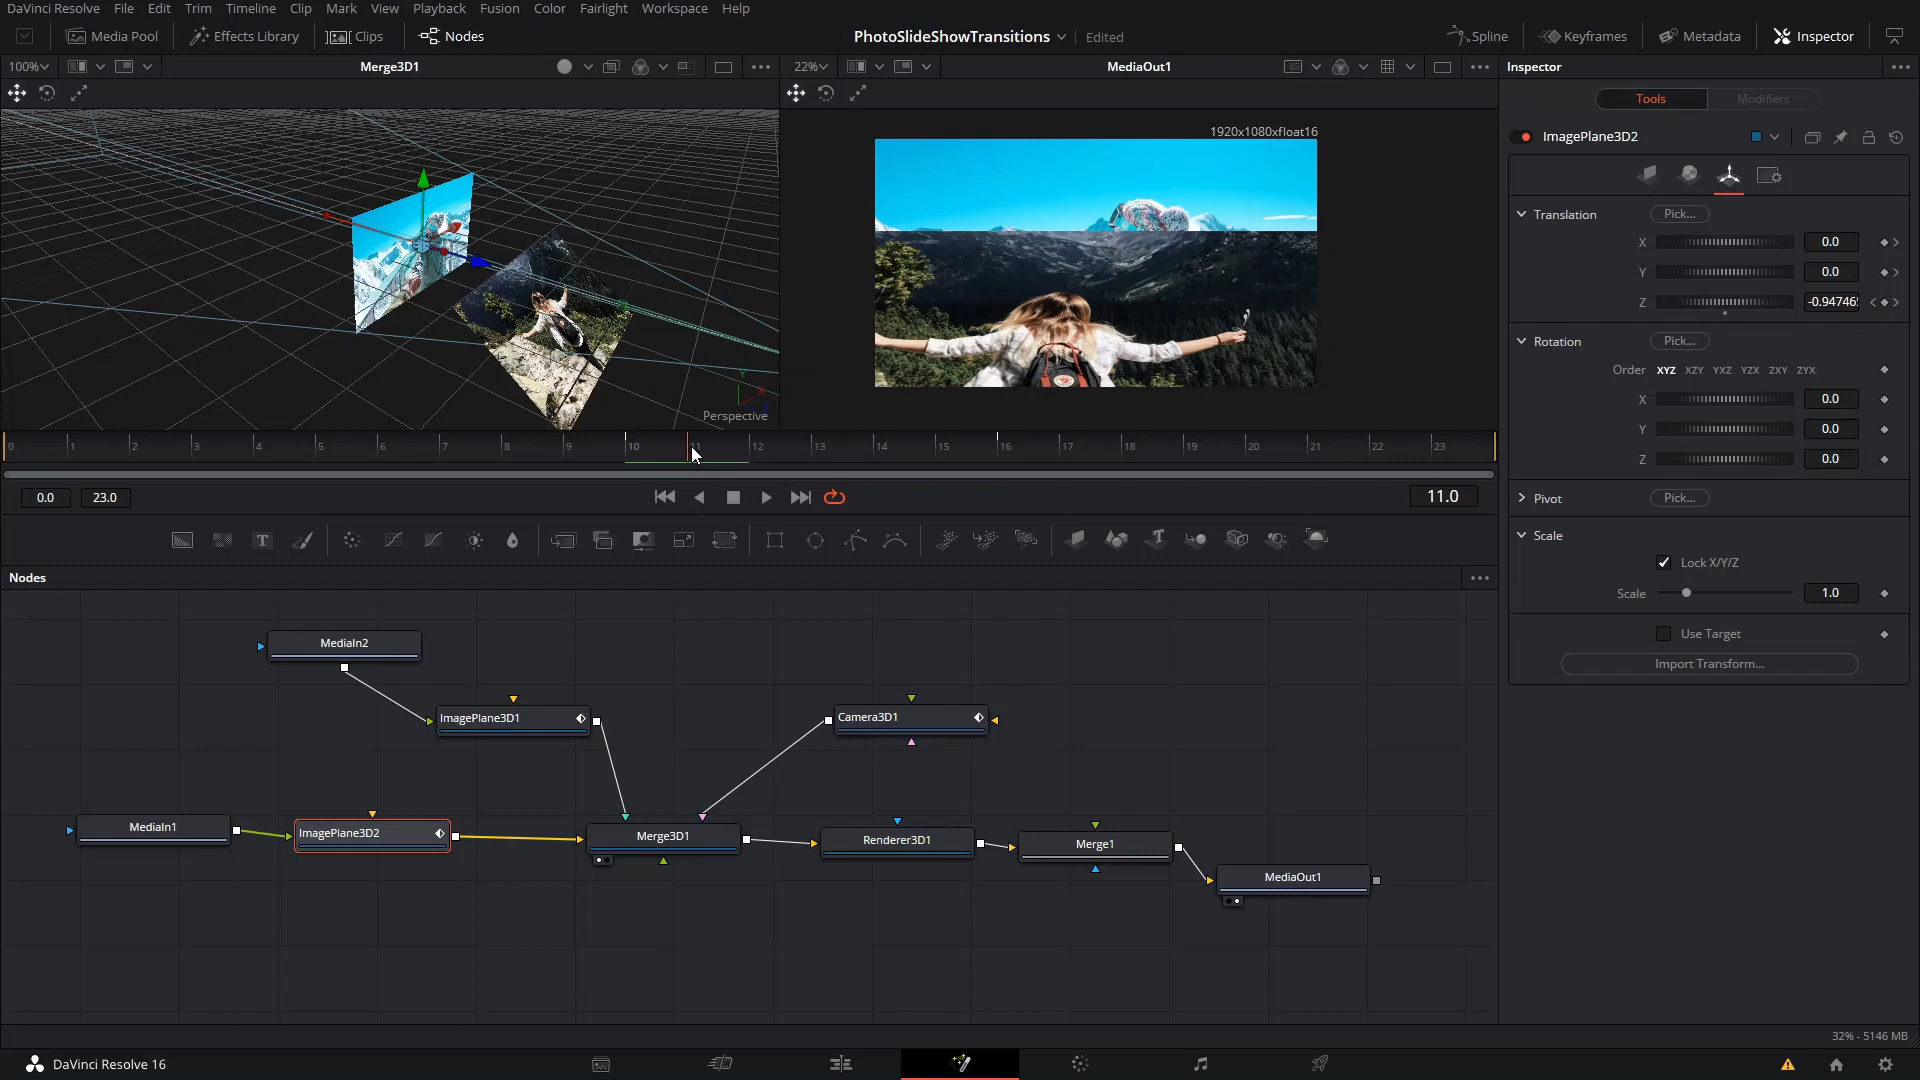 DaVinci Resolve File Edit Trim Timeline Clip Mark View Playback Fusion Color Fairlight Workspace Help
Media Pool Effects Library Clips Nodes PhotoSlideShowTransitions Edited Spline Keyframes Metadata Inspector
100% Merge3D1 22% MediaOut1 Inspector
Tools Modifiers
1920x1080xfloat16
ImagePlane3D2
Translation Pick...
X 0.0
Y 0.0
Z -0.94746
Rotation Pick...
Order XYZ XZY YXZ YZX ZXY ZYX
X 0.0
Y 0.0
Z 0.0
Y X
Perspective
0 1 2 3 4 5 6 7 8 9 10 11 12 13 14 15 16 17 18 19 20 21 22 23
0.0 23.0 11.0
Pivot Pick...
Scale
Lock X/Y/Z
Scale 1.0
Use Target
Import Transform...
T T
Nodes
MediaIn2
ImagePlane3D1
Camera3D1
MediaIn1
ImagePlane3D2
Merge3D1
Renderer3D1
Merge1
MediaOut1
32% - 5146 MB
DaVinci Resolve 16